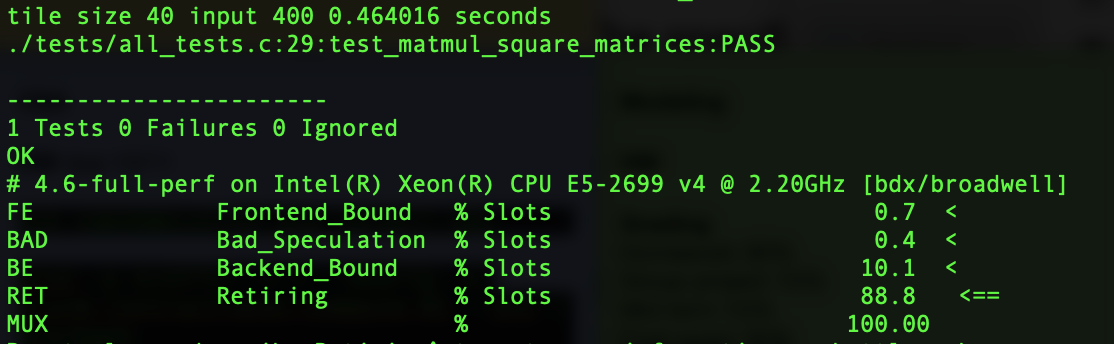 tile size 40 input 400 0.464016 seconds
./tests/all_tests.c:29:test_matmul_square_matrices:PASS
-----------------------
1 Tests 0 Failures 0 Ignored
OK
# 4.6-full-perf on Intel(R) Xeon(R) CPU E5-2699 v4 @ 2.20GHz [bdx/broadwell]
FE Frontend_Bound % Slots 0.7 <
BAD Bad_Speculation % Slots 0.4 <
BE Backend_Bound % Slots 10.1 <
RET Retiring % Slots 88.8 <==
MUX % 100.00